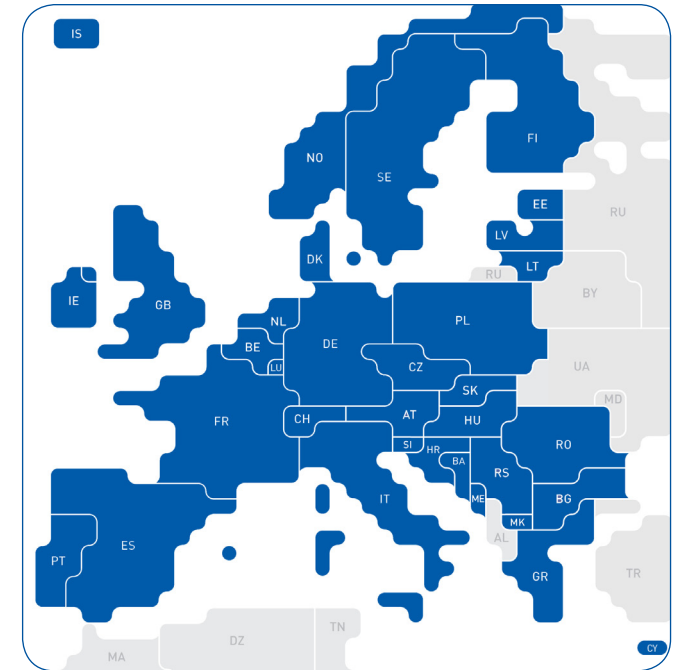 IS
NO
SE
FI
EE
RU
LV
DK
LT
RU
BY
IE
GB
NL
PL
BE
DE
LU
CZ
UA
SK
MD
FR
CH
AT
HU
SI
HR
RO
BA
RS
IT
ME
BG
MK
AL
ES
PT
GR
TR
TN
DZ
MA
CY